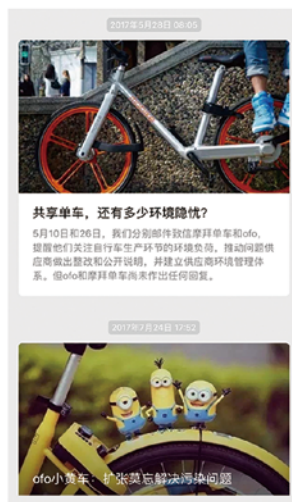 2017年5月28日 08:05
共享单车，还有多少环境隐忧？
5月10日和26日，我们分别邮件致信摩拜单车和ofo，
提醒他们关注自行车生产环节的环境负荷，推动问题供
应商做出整改和公开说明，并建立供应商环境管理体
系。但ofo和摩拜单车尚未作出任何回复。
2017年7月24日 17:52
ofo小黄车：扩张莫忘解决污染问题